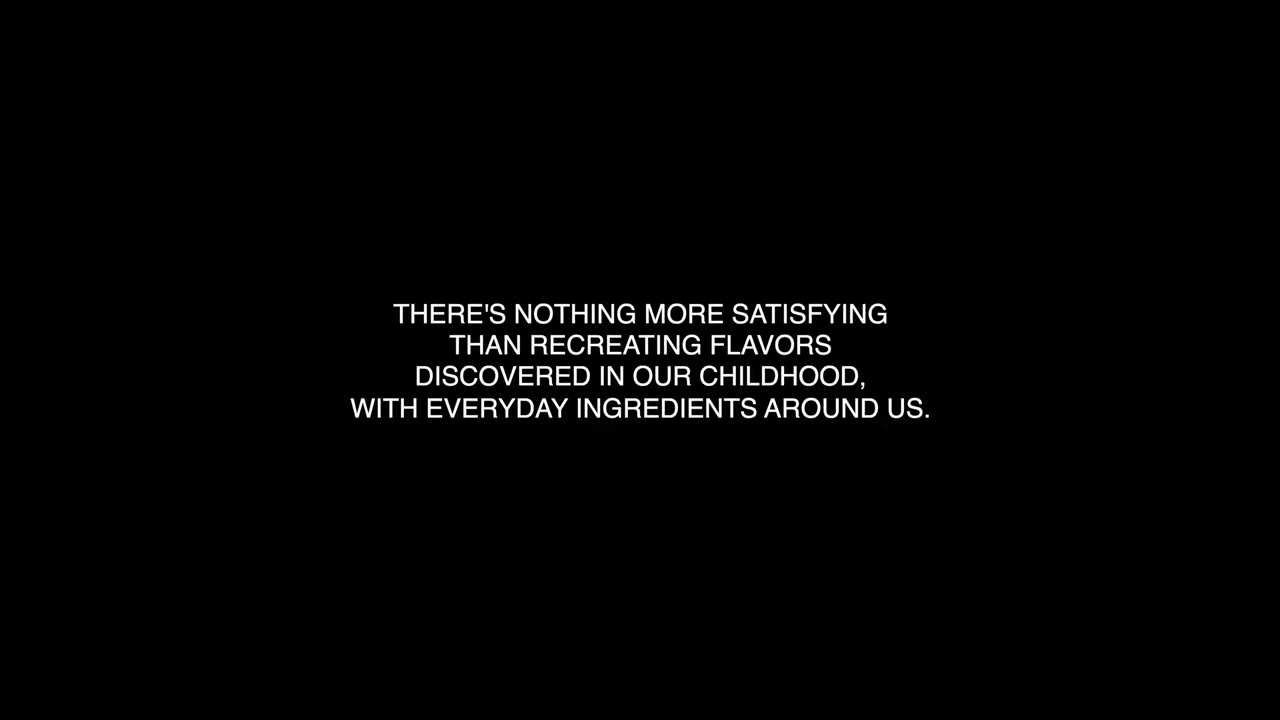 THERE'S NOTHING MORE SATISFYING
THAN RECREATING FLAVORS
DISCOVERED IN OUR CHILDHOOD,
WITH EVERYDAY INGREDIENTS AROUND US.